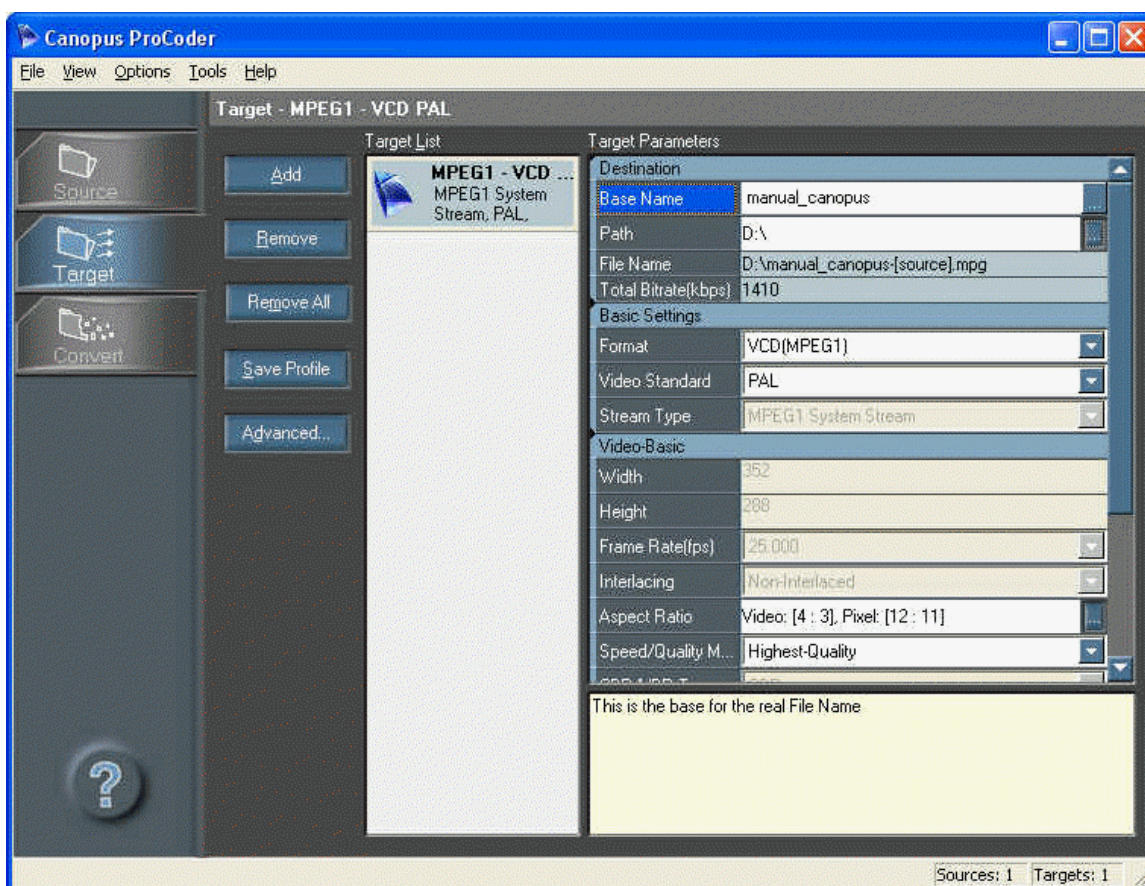 Canopus ProCoder
File View Options Tools Help
Target - MPEG1 - VCD PAL
Source
Target
Convert
Add
Remove
Remove All
Save Profile
Advanced...
Target List
MPEG1 - VCD ...
MPEG1 System
Stream, PAL,
Target Parameters
Destination
Base Name manual_canopus ...
Path D:\ ...
File Name D:\manual_canopus-[source].mpg
Total Bitrate(kbps) 1410
Basic Settings
Format VCD(MPEG1)
Video Standard PAL
Stream Type MPEG1 System Stream
Video-Basic
Width 352
Height 288
Frame Rate(fps) 25.000
Interlacing Non-Interlaced
Aspect Ratio Video: [4 : 3], Pixel: [12 : 11] ...
Speed/Quality M... Highest-Quality
This is the base for the real File Name
?
Sources: 1 Targets: 1